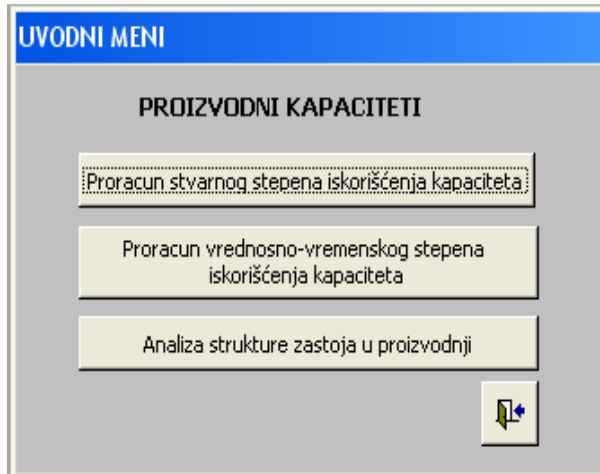 UVODNI MENI
PROIZVODNI KAPACITETI
Proracun stvarnog stepena iskorišćenja kapaciteta
Proracun vrednosno-vremenskog stepena
iskorišćenja kapaciteta
Analiza strukture zastoja u proizvodnji